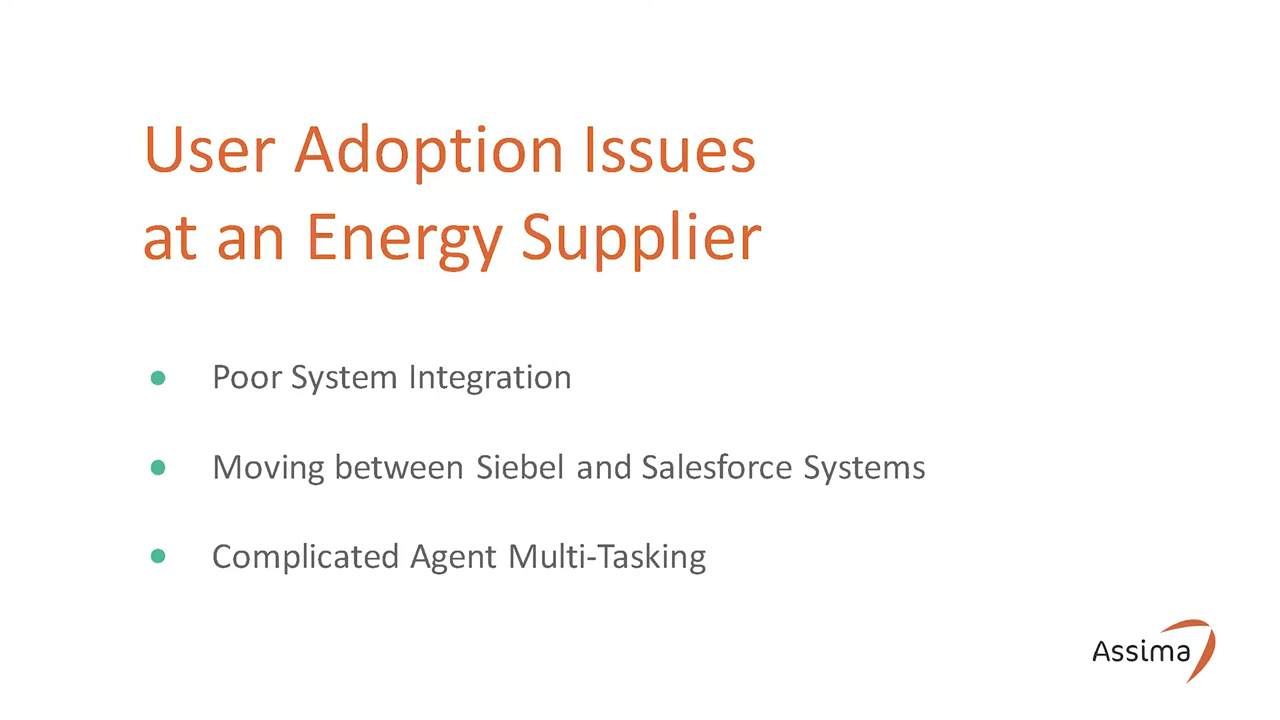 User Adoption Issues
at an Energy Supplier
● Poor System Integration
● Moving between Siebel and Salesforce Systems
● Complicated Agent Multi-Tasking
Assima